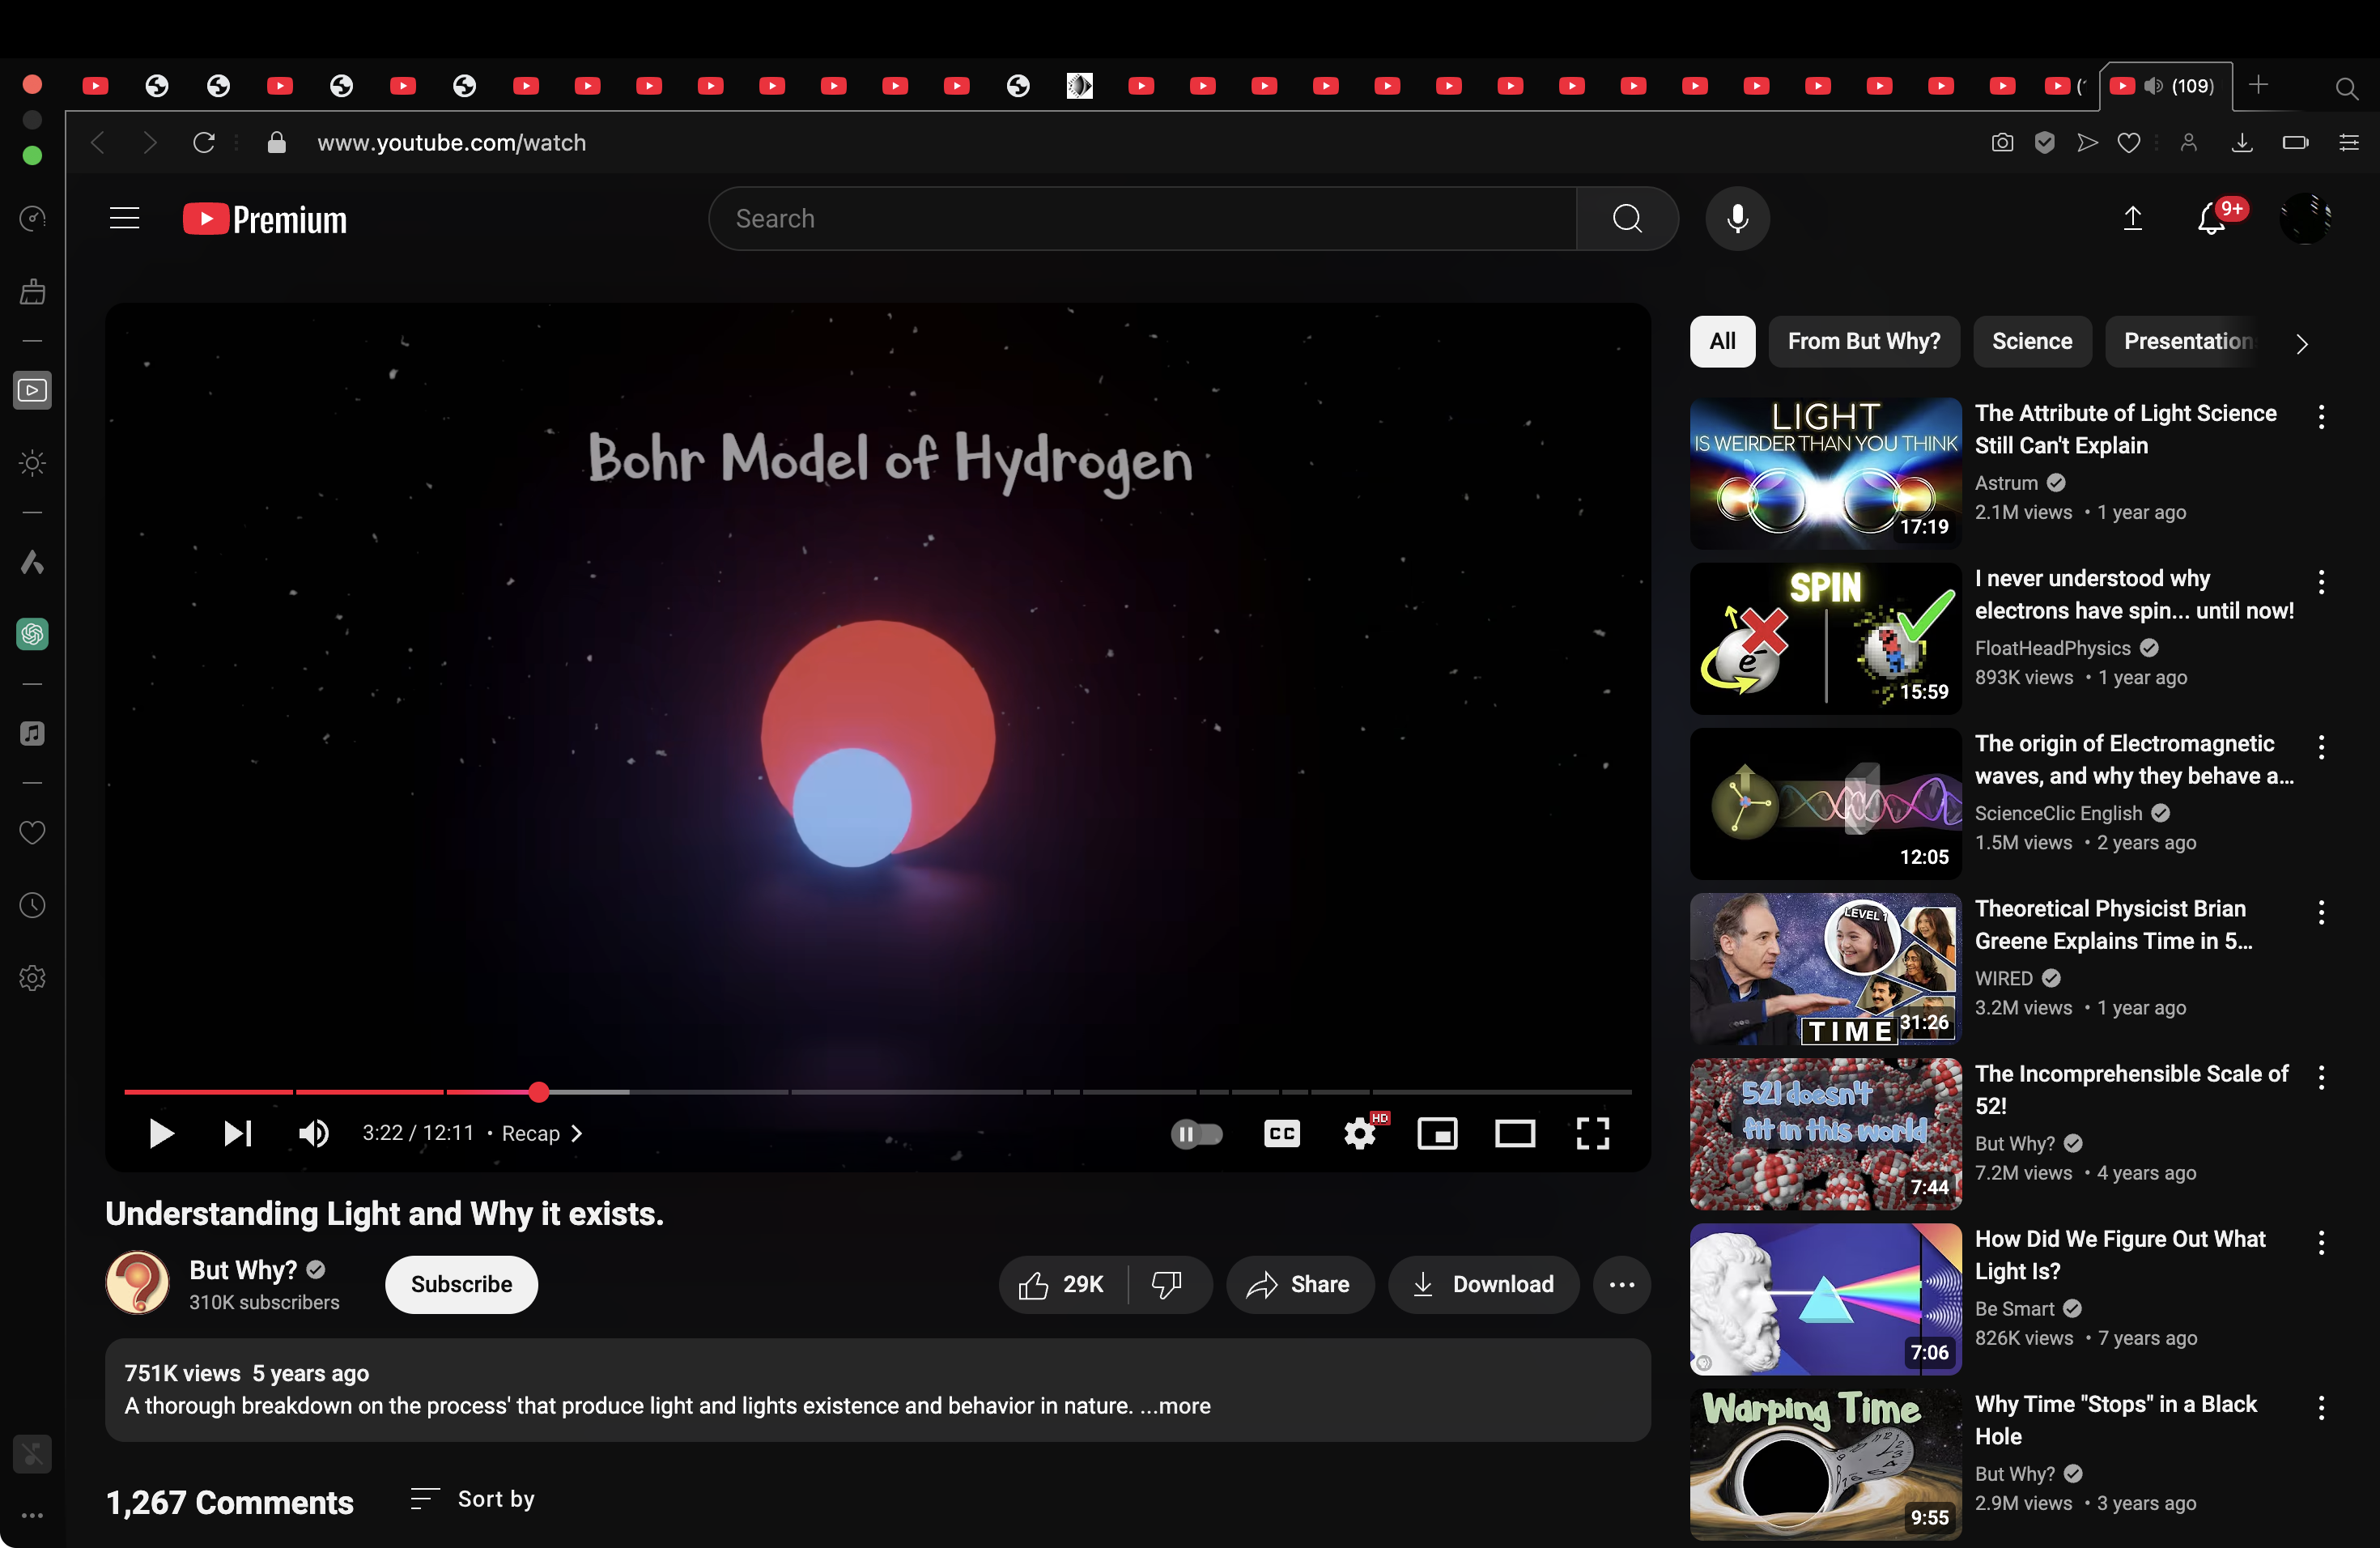 (109)
www.youtube.com/watch
Premium
Search
9+
Bohr Model of Hydrogen
3:22 / 12:11 • Recap
CC
HD
Understanding Light and Why it exists.
But Why?
310K subscribers
Subscribe
29K
Share
Download
751K views 5 years ago
A thorough breakdown on the process' that produce light and lights existence and behavior in nature. ...more
1,267 Comments
Sort by
All
From But Why?
Science
Presentation
LIGHT
IS WEIRDER THAN YOU THINK
17:19
The Attribute of Light Science
Still Can't Explain
Astrum
2.1M views • 1 year ago
SPIN
e-
15:59
I never understood why
electrons have spin... until now!
FloatHeadPhysics
893K views • 1 year ago
12:05
The origin of Electromagnetic
waves, and why they behave a...
ScienceClic English
1.5M views • 2 years ago
LEVEL 1
TIME
31:26
Theoretical Physicist Brian
Greene Explains Time in 5...
WIRED
3.2M views • 1 year ago
52! doesn't
fit in this world
7:44
The Incomprehensible Scale of
52!
But Why?
7.2M views • 4 years ago
7:06
How Did We Figure Out What
Light Is?
Be Smart
826K views • 7 years ago
Warping Time
9:55
Why Time "Stops" in a Black
Hole
But Why?
2.9M views • 3 years ago